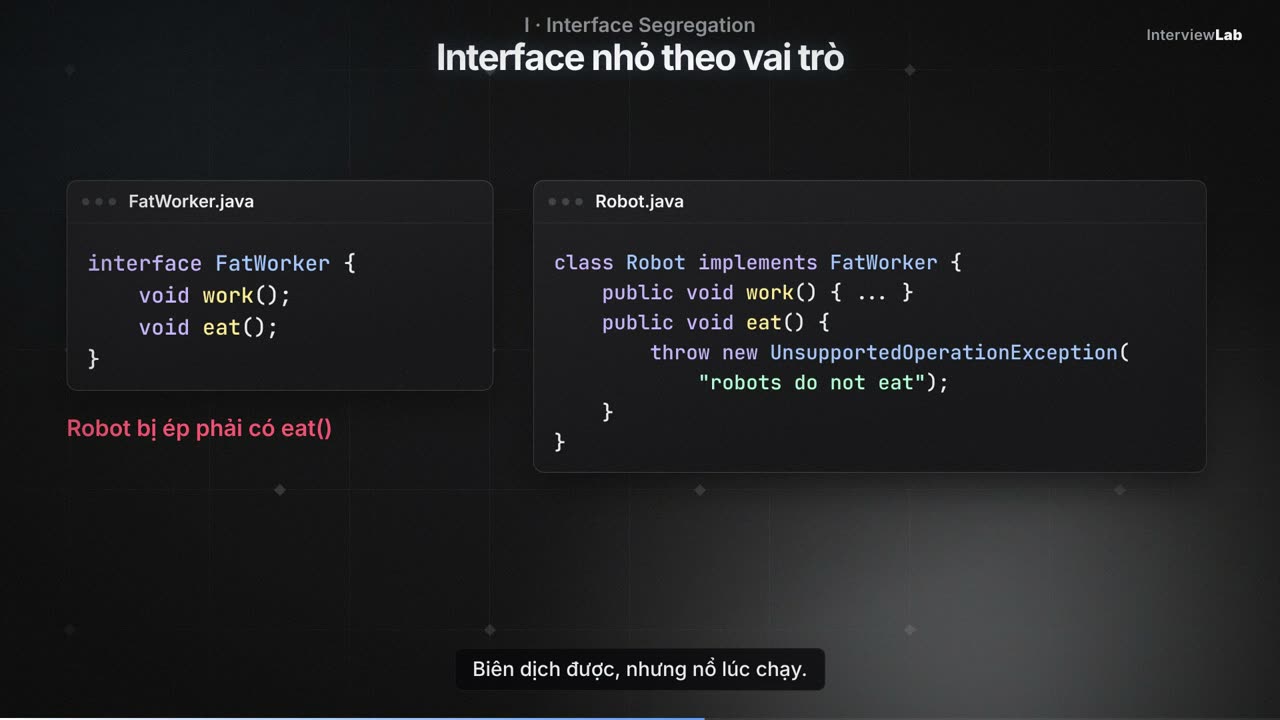 I · Interface Segregation
Interface nhỏ theo vai trò
InterviewLab
FatWorker.java
interface FatWorker {
    void work();
    void eat();
}
Robot bị ép phải có eat()
Robot.java
class Robot implements FatWorker {
    public void work() { ... }
    public void eat() {
        throw new UnsupportedOperationException(
            "robots do not eat");
    }
}
Biên dịch được, nhưng nổ lúc chạy.